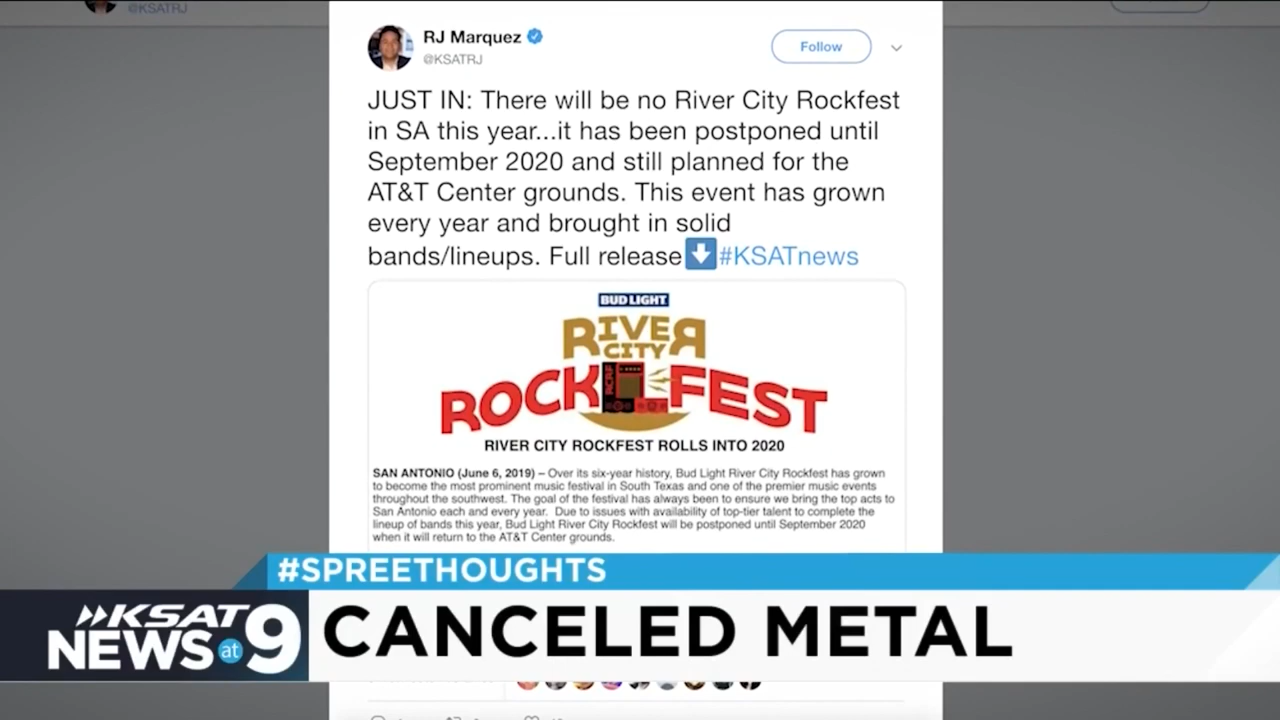 @KSATRJ
RJ Marquez
Follow
@KSATRJ
JUST IN: There will be no River City Rockfest
in SA this year...it has been postponed until
September 2020 and still planned for the
AT&T Center grounds. This event has grown
every year and brought in solid
bands/lineups. Full release⬇️#KSATnews
BUD LIGHT
RIVER
CITY
ROCK FEST
RCRF
RIVER CITY ROCKFEST ROLLS INTO 2020
SAN ANTONIO (June 6, 2019) – Over its six-year history, Bud Light River City Rockfest has grown
to become the most prominent music festival in South Texas and one of the premier music events
throughout the southwest. The goal of the festival has always been to ensure we bring the top acts to
San Antonio each and every year. Due to issues with availability of top-tier talent to complete the
lineup of bands this year, Bud Light River City Rockfest will be postponed until September 2020
when it will return to the AT&T Center grounds.
#SPREETHOUGHTS
KSAT
NEWS at 9
CANCELED METAL